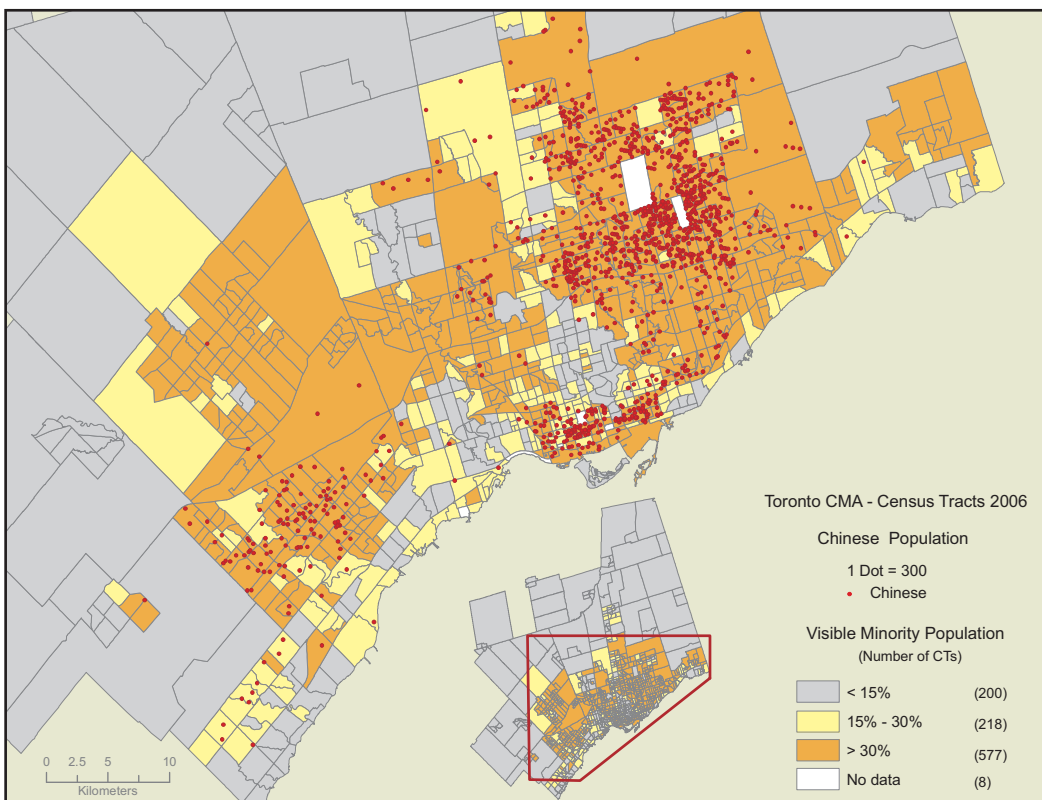 Toronto CMA - Census Tracts 2006
Chinese Population
1 Dot = 300
Chinese
Visible Minority Population
(Number of CTs)
< 15% (200)
15% - 30% (218)
> 30% (577)
No data (8)
0 2.5 5 10
Kilometers